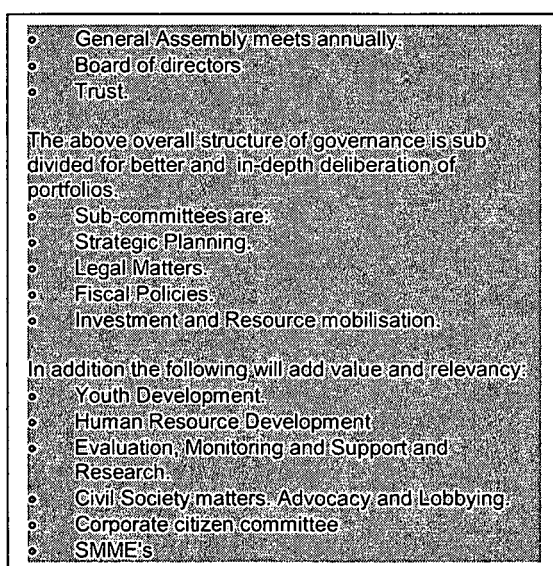 • General Assembly meets annually.
• Board of directors
• Trust.
The above overall structure of governance is sub
divided for better and in-depth deliberation of
portfolios.
• Sub-committees are:
• Strategic Planning.
• Legal Matters.
• Fiscal Policies.
• Investment and Resource mobilisation.
In addition the following will add value and relevancy:
• Youth Development.
• Human Resource Development
• Evaluation, Monitoring and Support and
Research.
• Civil Society matters. Advocacy and Lobbying.
• Corporate citizen committee
• SMME's